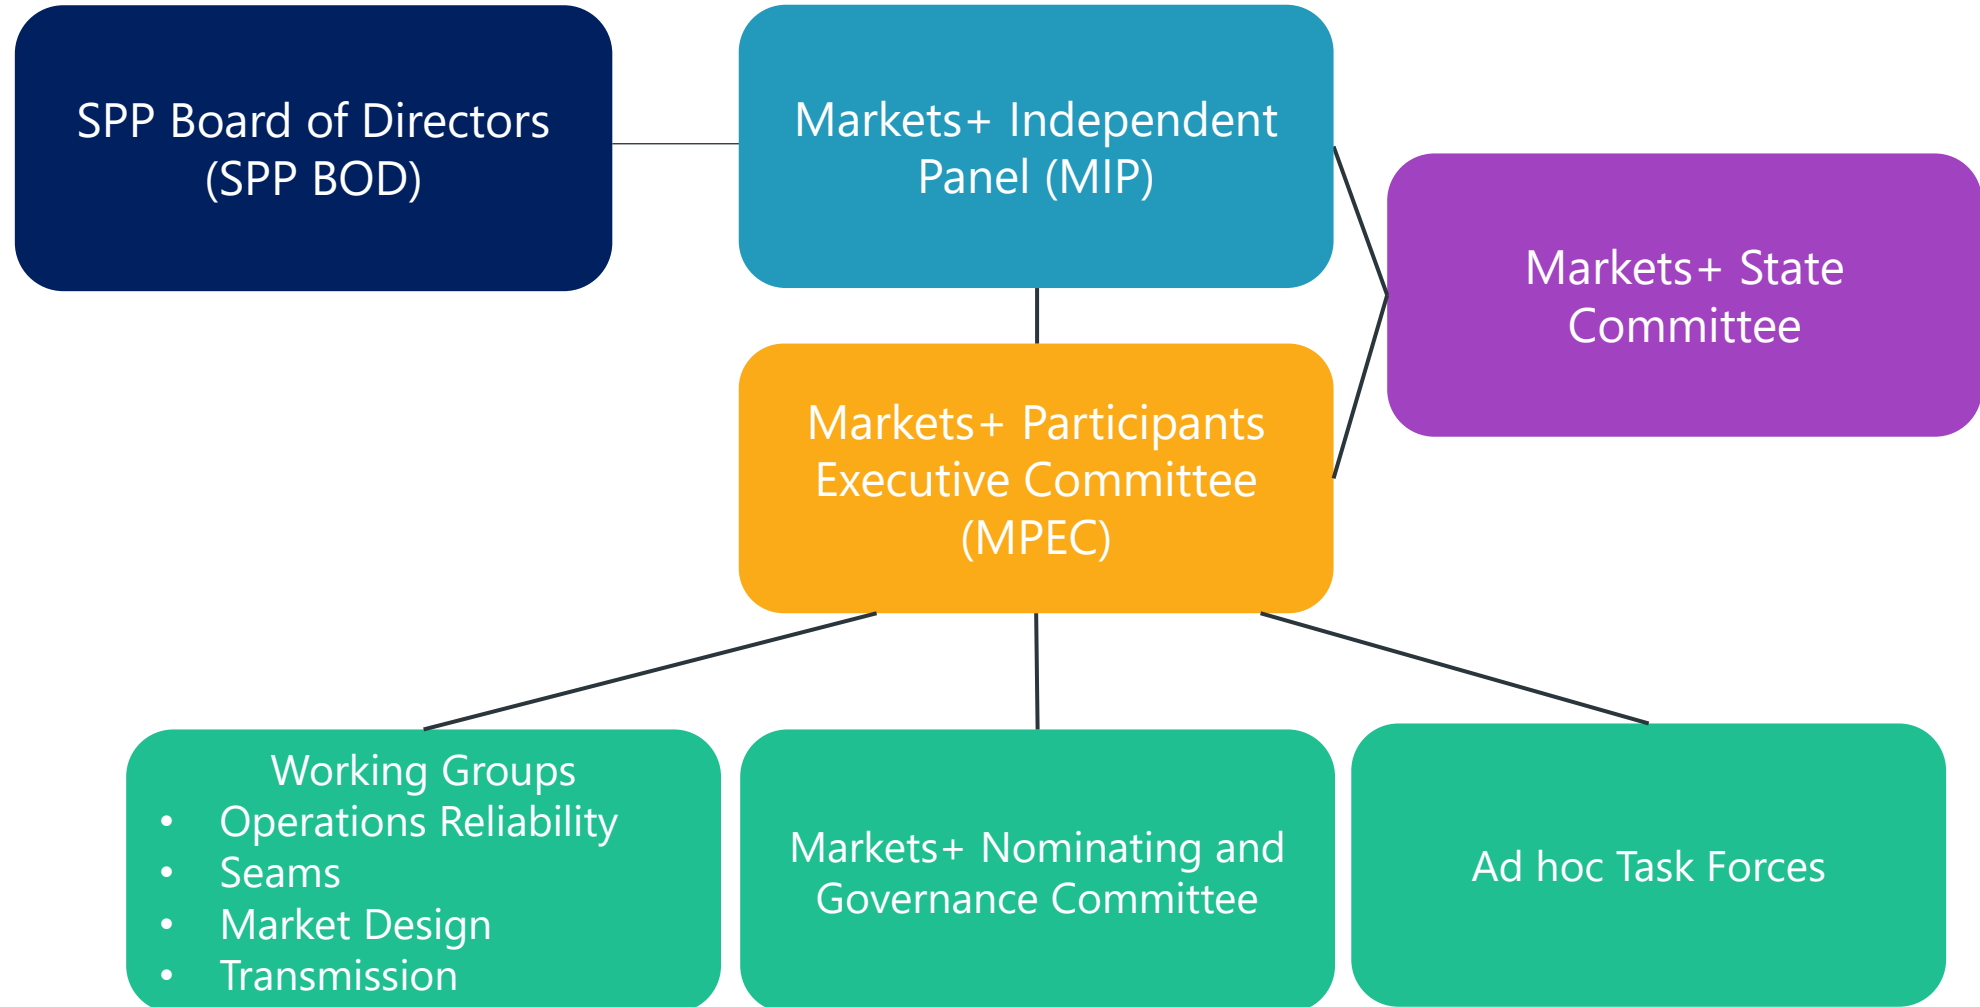 SPP Board of Directors
(SPP BOD)
Markets+ Independent
Panel (MIP)
Markets+ State
Committee
Markets+ Participants
Executive Committee
(MPEC)
Working Groups
• Operations Reliability
• Seams
• Market Design
• Transmission
Markets+ Nominating and
Governance Committee
Ad hoc Task Forces